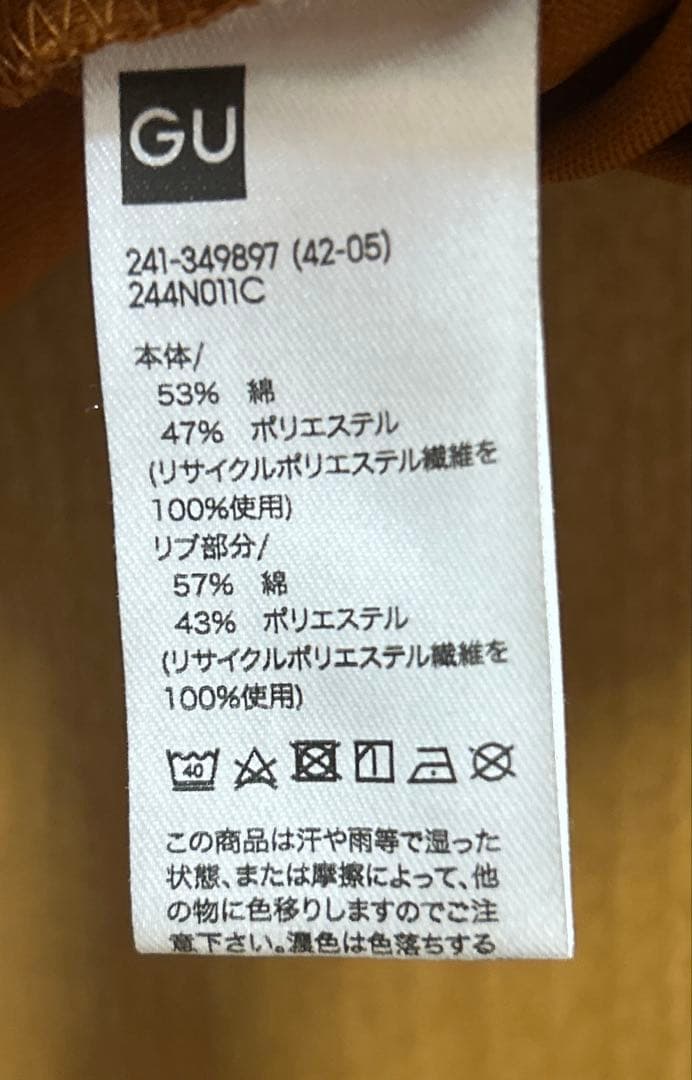 GU
241-349897 (42-05)
244N011C
本体/
53% 綿
47% ポリエステル
(リサイクルポリエステル繊維を
100%使用)
リブ部分/
57% 綿
43% ポリエステル
(リサイクルポリエステル繊維を
100%使用)
40
この商品は汗や雨等で湿った
状態、または摩擦によって、他
の物に色移りしますのでご注
意下さい。濃色は色落ちする